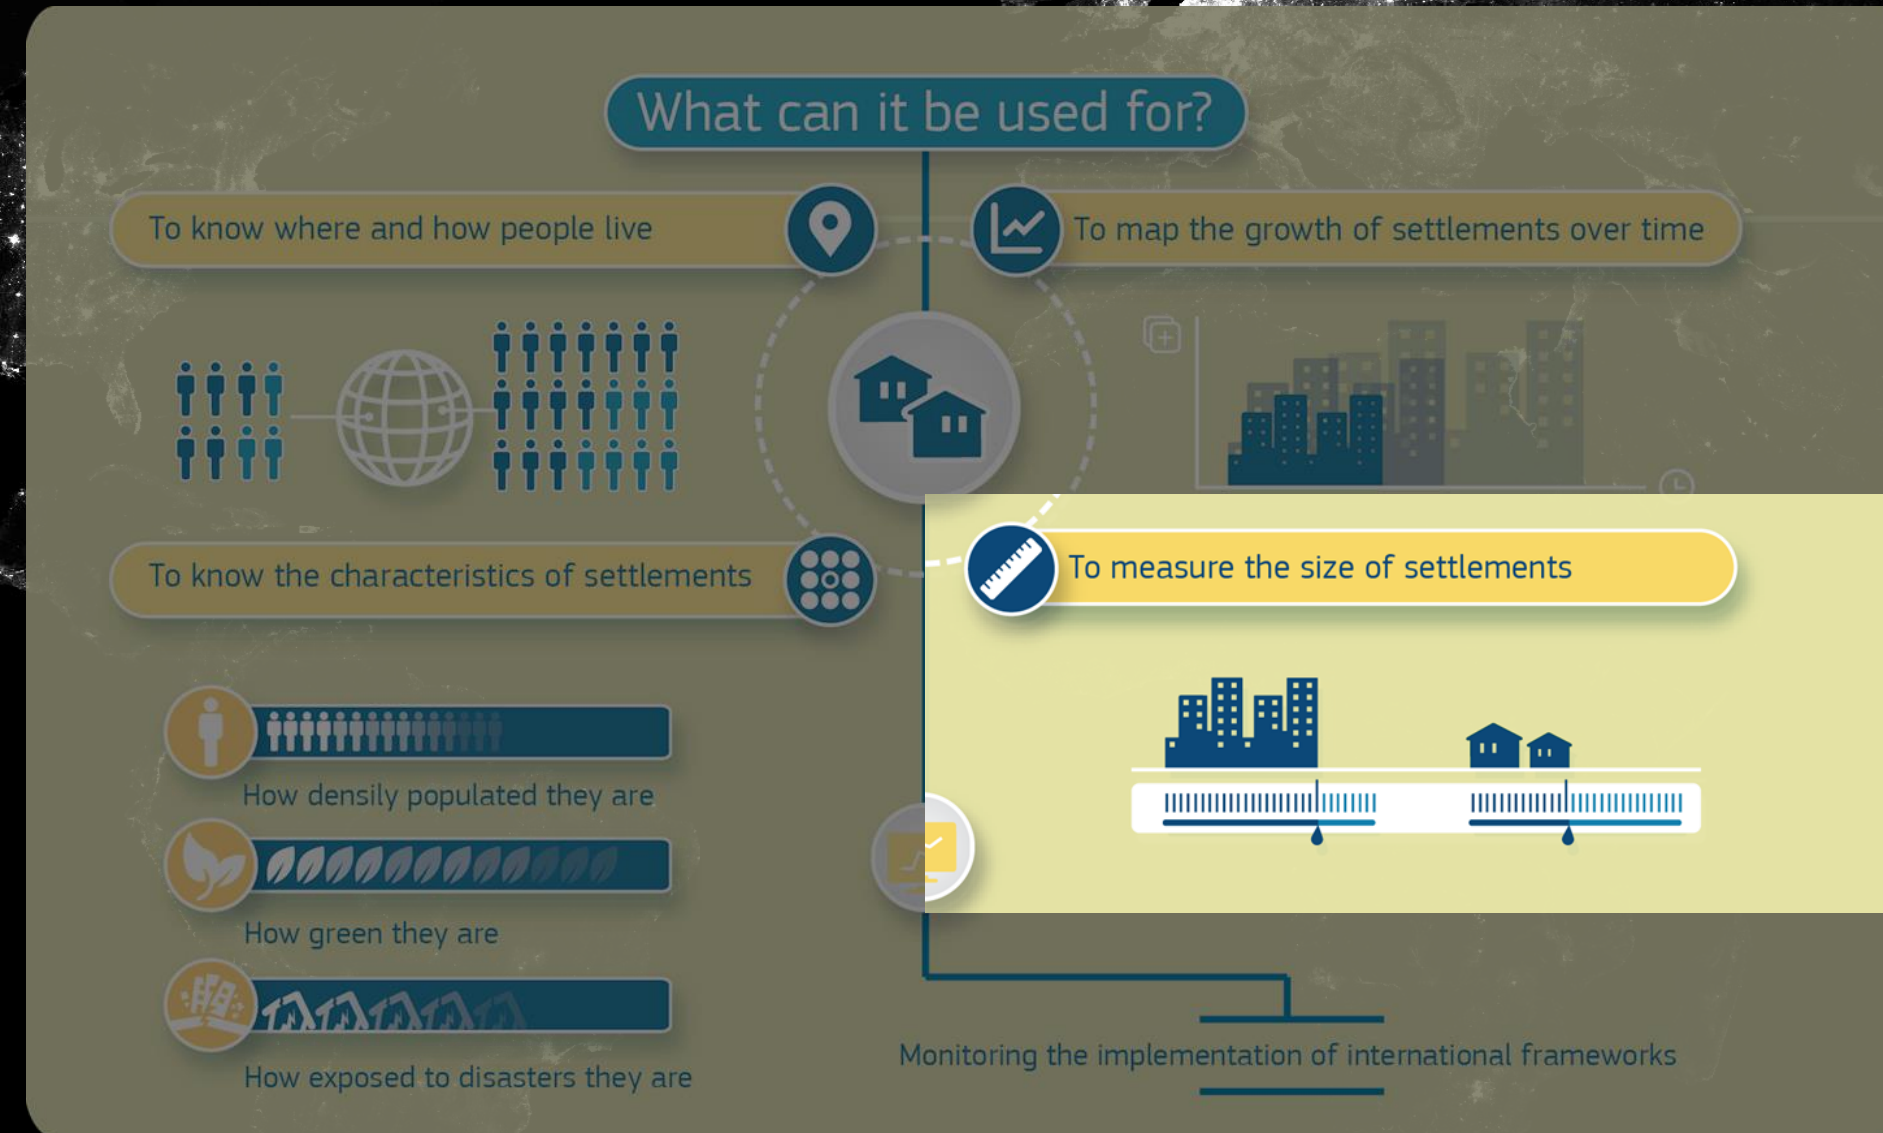 What can it be used for?
To know where and how people live
To map the growth of settlements over time
To know the characteristics of settlements
To measure the size of settlements
How densily populated they are
How green they are
How exposed to disasters they are
Monitoring the implementation of international frameworks